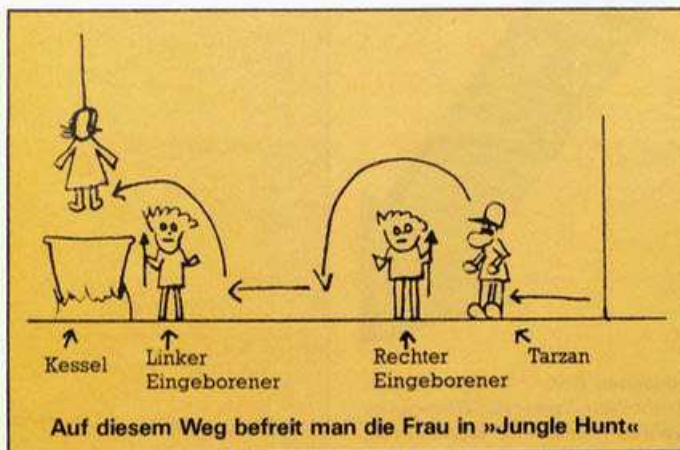 Kessel
Linker
Eingeborener
Rechter
Eingeborener
Tarzan
Auf diesem Weg befreit man die Frau in »Jungle Hunt«